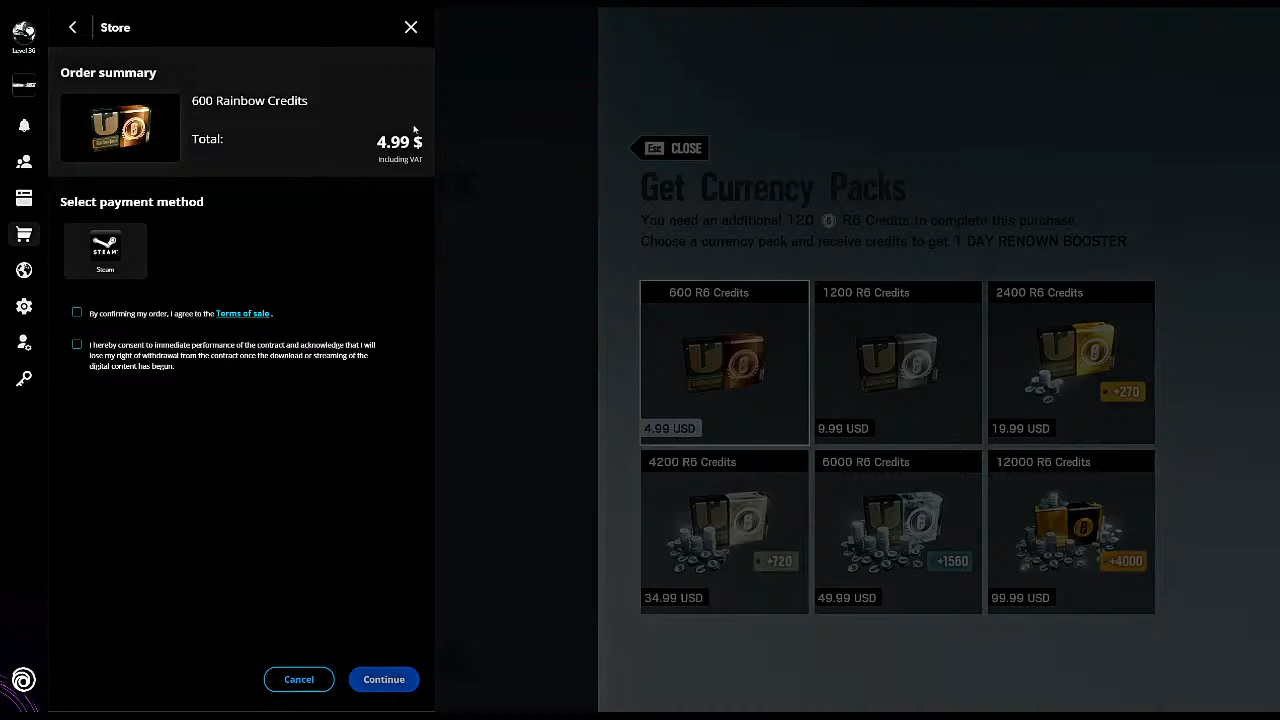 Level 36
Store
Order summary
600 Rainbow Credits
Total:
4.99 $
Including VAT
Select payment method
STEAM
Steam
By confirming my order, I agree to the Terms of sale .
I hereby consent to immediate performance of the contract and acknowledge that I will
lose my right of withdrawal from the contract once the download or streaming of the
digital content has begun.
Cancel
Continue
Esc CLOSE
Get Currency Packs
You need an additional 120 R6 Credits to complete this purchase.
Choose a currency pack and receive credits to get 1 DAY RENOWN BOOSTER
600 R6 Credits
4.99 USD
1200 R6 Credits
9.99 USD
2400 R6 Credits
+270
19.99 USD
4200 R6 Credits
+720
34.99 USD
6000 R6 Credits
+1560
49.99 USD
12000 R6 Credits
+4000
99.99 USD